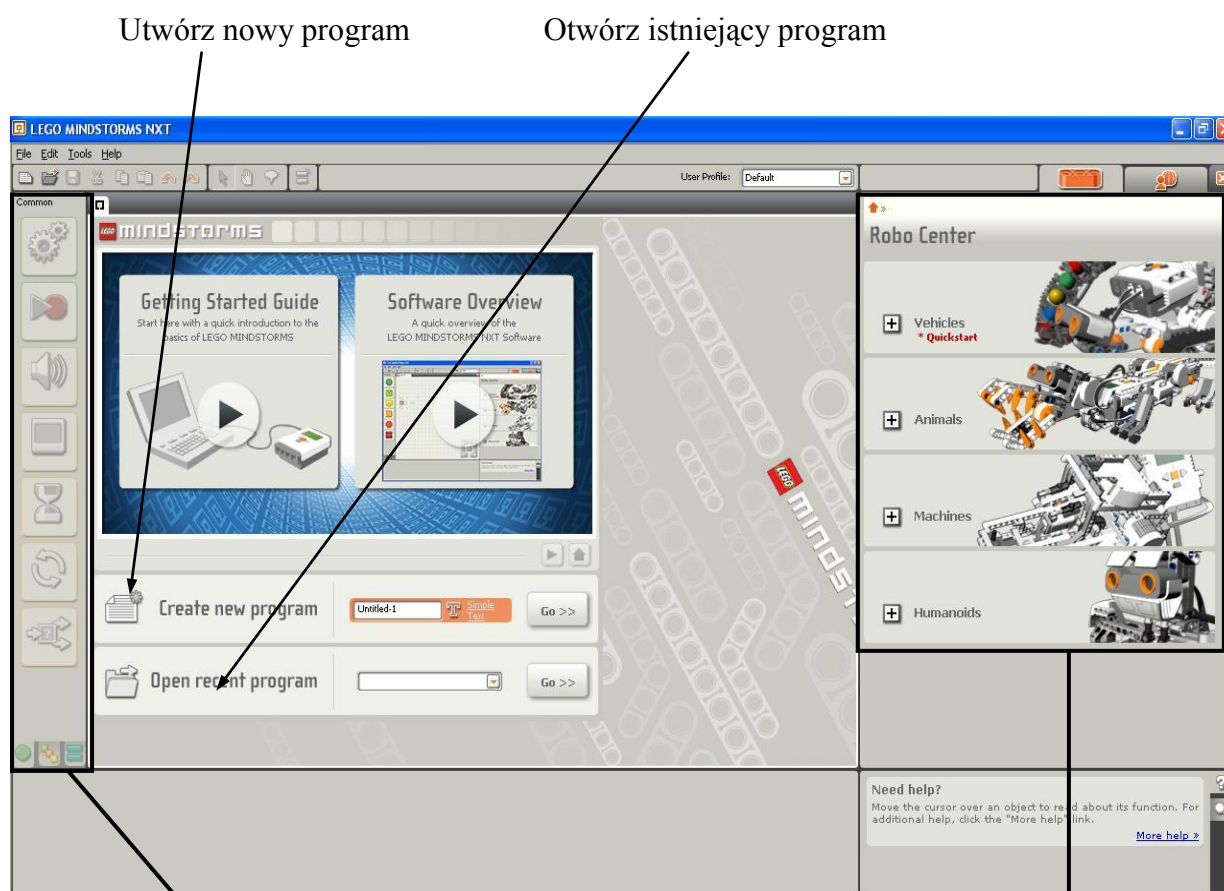 Utwórz nowy program
Otwórz istniejący program
LEGO MINDSTORMS NXT
File Edit Tools Help
User Profile: Default
Common
LEGO mindstorms
Getting Started Guide
Start here with a quick introduction to the
basics of LEGO MINDSTORMS
Software Overview
A quick overview of the
LEGO MINDSTORMS NXT Software
Create new program
Untitled-1
T
Simple
Text
Go >>
Open recent program
Go >>
LEGO
MINDS
Robo Center
Vehicles
* Quickstart
Animals
Machines
Humanoids
Need help?
Move the cursor over an object to read about its function. For
additional help, click the "More help" link.
More help »